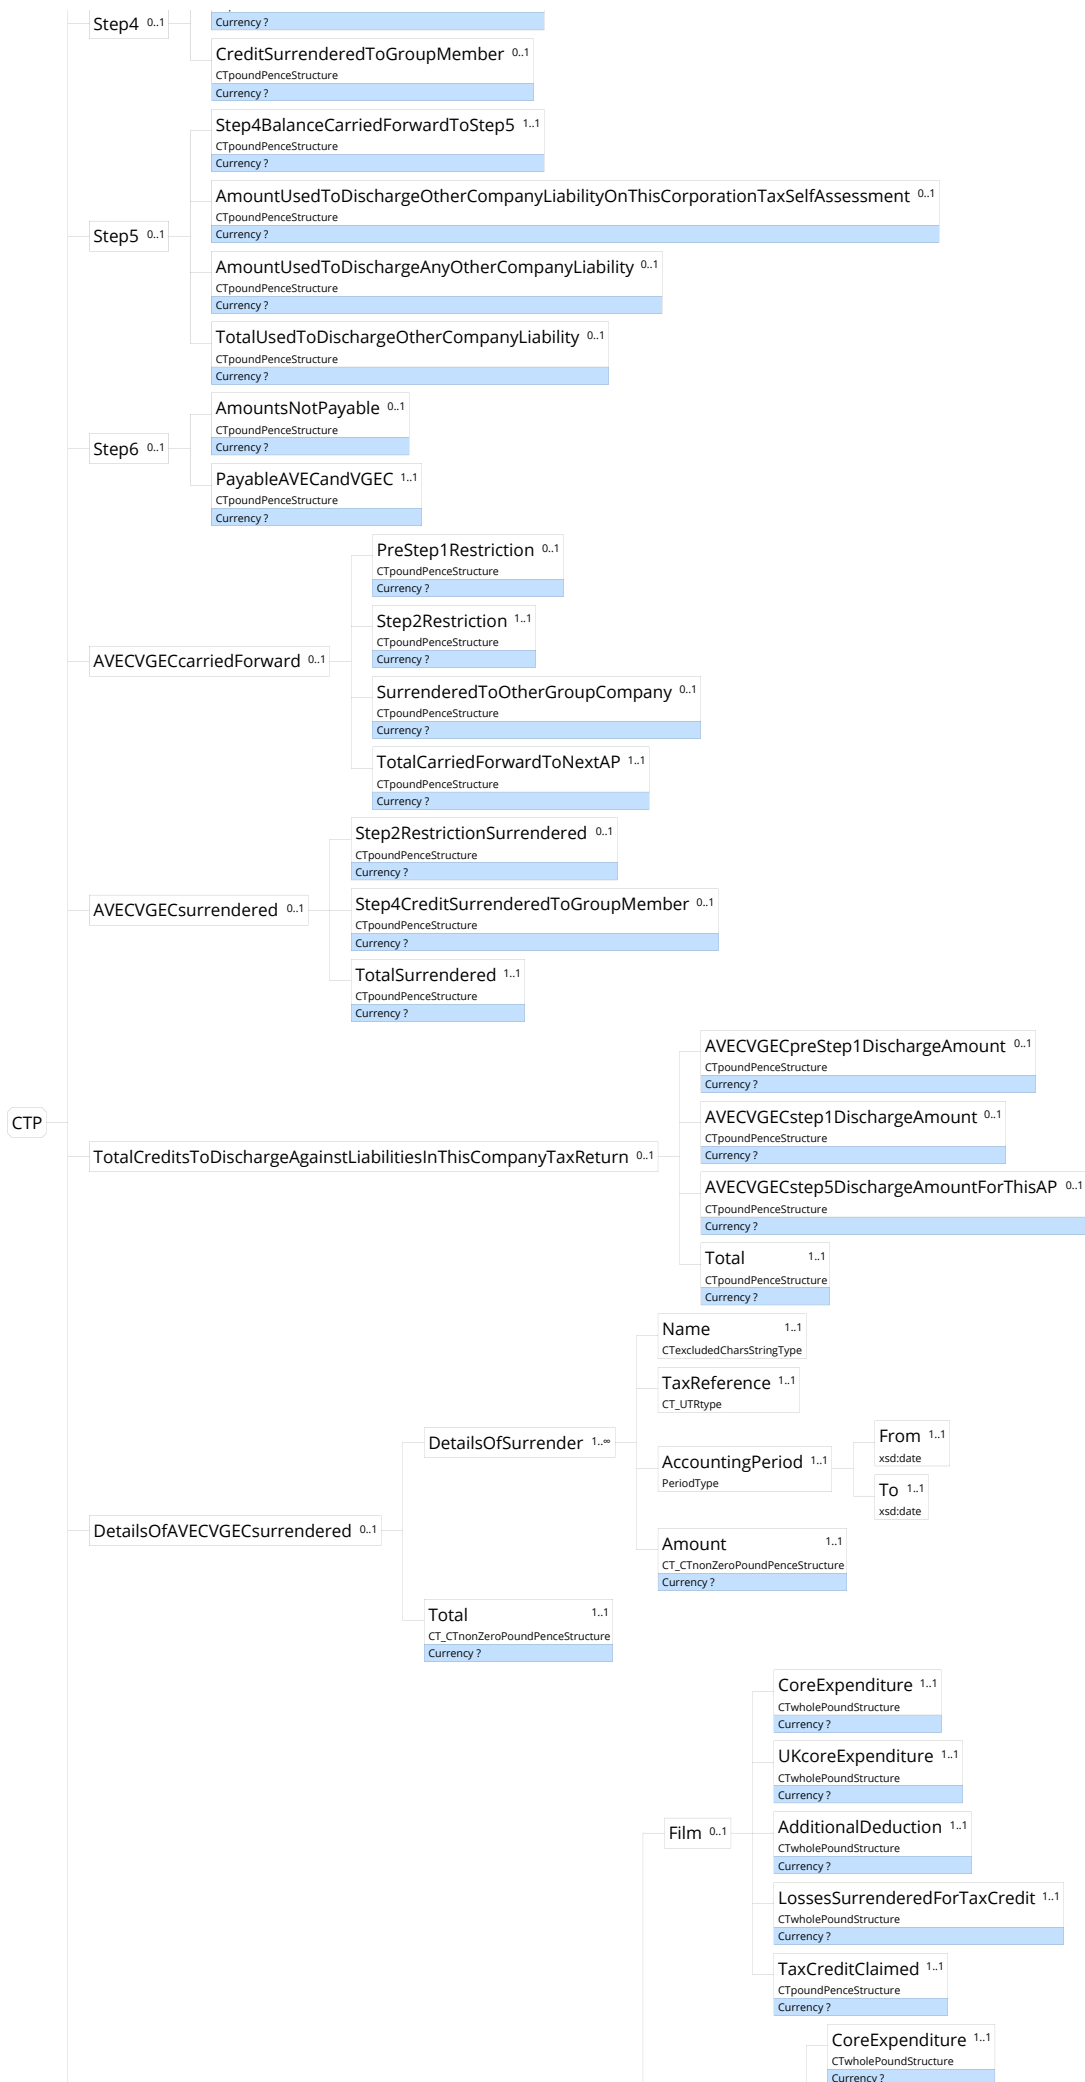 Step4 0..1
Currency ?
CreditSurrenderedToGroupMember 0..1
CTpoundPenceStructure
Currency ?
Step4BalanceCarriedForwardToStep5 1..1
CTpoundPenceStructure
Currency ?
AmountUsedToDischargeOtherCompanyLiabilityOnThisCorporationTaxSelfAssessment 0..1
CTpoundPenceStructure
Step5 0..1
Currency ?
AmountUsedToDischargeAnyOtherCompanyLiability 0..1
CTpoundPenceStructure
Currency ?
TotalUsedToDischargeOtherCompanyLiability 0..1
CTpoundPenceStructure
Currency ?
AmountsNotPayable 0..1
CTpoundPenceStructure
Step6 0..1
Currency ?
PayableAVECandVGEC 1..1
CTpoundPenceStructure
Currency ?
PreStep1Restriction 0..1
CTpoundPenceStructure
Currency ?
Step2Restriction 1..1
CTpoundPenceStructure
Currency ?
AVECVGECcarriedForward 0..1
SurrenderedToOtherGroupCompany 0..1
CTpoundPenceStructure
Currency ?
TotalCarriedForwardToNextAP 1..1
CTpoundPenceStructure
Currency ?
Step2RestrictionSurrendered 0..1
CTpoundPenceStructure
Currency ?
AVECVGECsurrendered 0..1
Step4CreditSurrenderedToGroupMember 0..1
CTpoundPenceStructure
Currency ?
TotalSurrendered 1..1
CTpoundPenceStructure
Currency ?
AVECVGECpreStep1DischargeAmount 0..1
CTpoundPenceStructure
Currency ?
CTP
AVECVGECstep1DischargeAmount 0..1
CTpoundPenceStructure
Currency ?
TotalCreditsToDischargeAgainstLiabilitiesInThisCompanyTaxReturn 0..1
AVECVGECstep5DischargeAmountForThisAP 0..1
CTpoundPenceStructure
Currency ?
Total 1..1
CTpoundPenceStructure
Currency ?
Name 1..1
CTexcludedCharsStringType
TaxReference 1..1
CT_UTRtype
DetailsOfSurrender 1..∞
From 1..1
xsd:date
AccountingPeriod 1..1
PeriodType
To 1..1
xsd:date
DetailsOfAVECVGECsurrendered 0..1
Amount 1..1
CT_CTnonZeroPoundPenceStructure
Currency ?
Total 1..1
CT_CTnonZeroPoundPenceStructure
Currency ?
CoreExpenditure 1..1
CTwholePoundStructure
Currency ?
UKcoreExpenditure 1..1
CTwholePoundStructure
Currency ?
Film 0..1
AdditionalDeduction 1..1
CTwholePoundStructure
Currency ?
LossesSurrenderedForTaxCredit 1..1
CTwholePoundStructure
Currency ?
TaxCreditClaimed 1..1
CTpoundPenceStructure
Currency ?
CoreExpenditure 1..1
CTwholePoundStructure
Currency ?